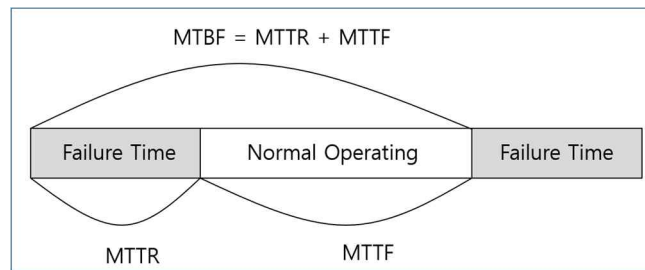 MTBF = MTTR + MTTF
Failure Time Normal Operating Failure Time
MTTR MTTF